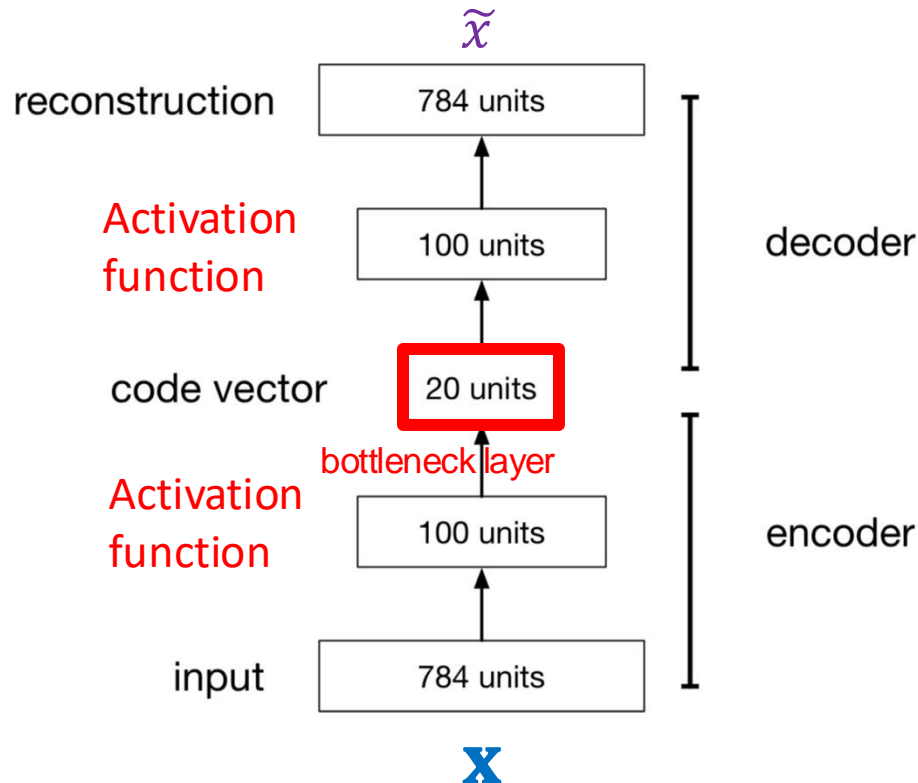 x̃
reconstruction
784 units
Activation
function
100 units
decoder
code vector
20 units
bottleneck layer
Activation
function
100 units
encoder
input
784 units
x